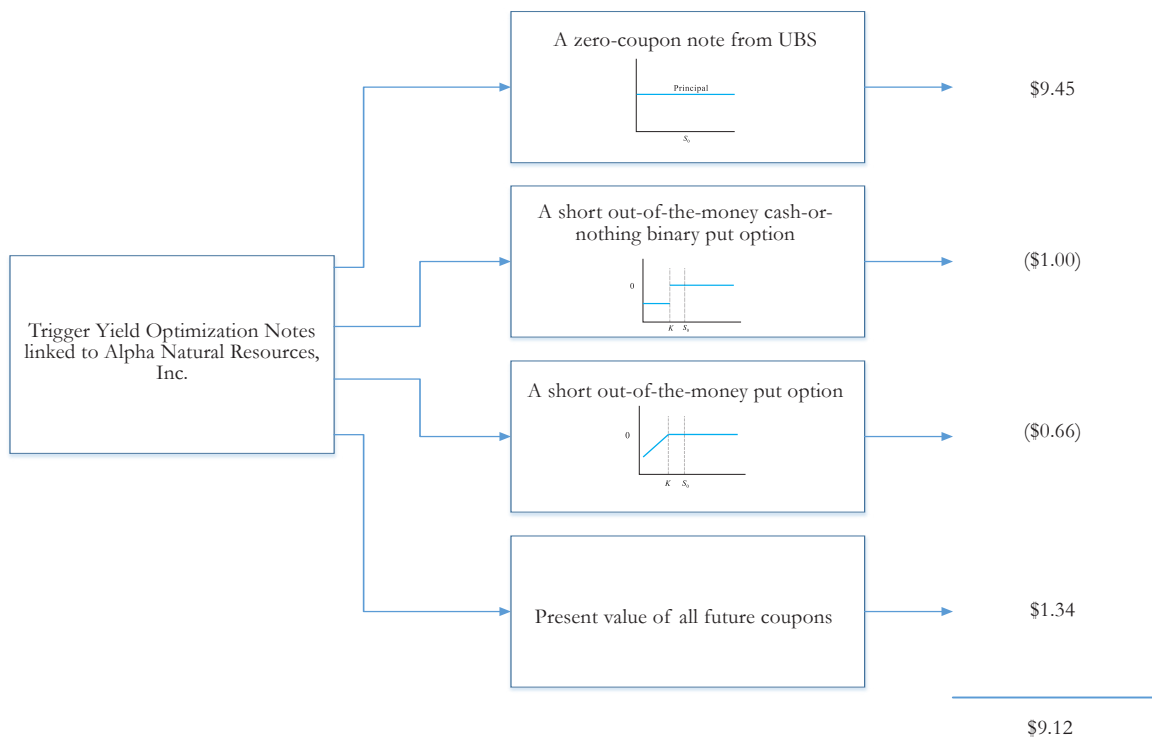 Trigger Yield Optimization Notes
linked to Alpha Natural Resources,
Inc.
A zero-coupon note from UBS
Principal
S₀
$9.45
A short out-of-the-money cash-or-
nothing binary put option
0
K S₀
($1.00)
A short out-of-the-money put option
0
K S₀
($0.66)
Present value of all future coupons
$1.34
$9.12